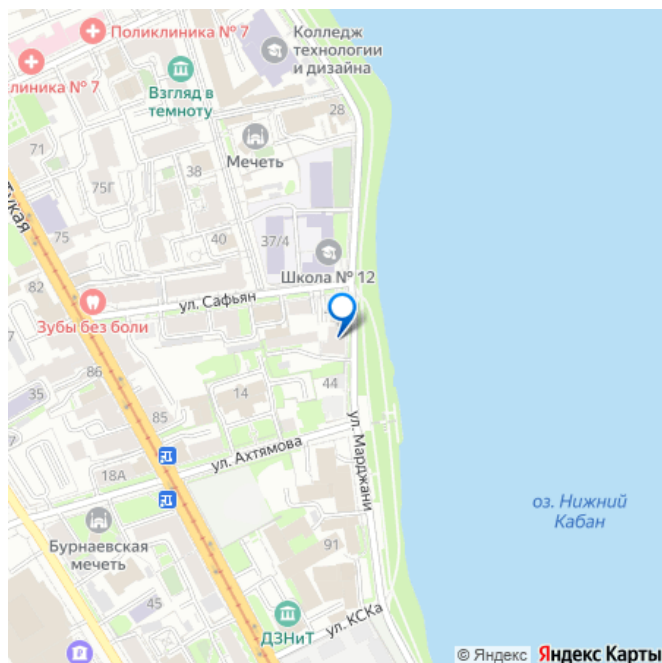 Поликлиника № 7
Колледж
технологии
и дизайна
линика № 7
Взгляд в
темноту
28
71
Мечеть
38
75Г
Тукая
75
40
37/4
Школа № 12
82
ул. Сафьян
Зубы без боли
86
35
14
44
85
ул. Марджани
ул. Ахтямова
18А
7
оз. Нижний
Кабан
Бурнаевская
мечеть
91
45
ДЗНиТ
ул. КСКа
© Яндекс Яндекс Карты